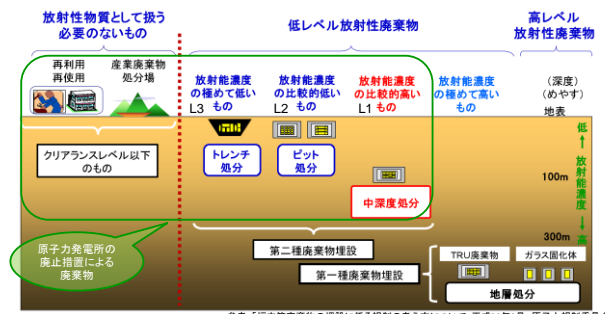 放射性物質として扱う
必要のないもの
低レベル放射性廃棄物
高レベル
放射性廃棄物
再利用
再使用
産業廃棄物
処分場
放射能濃度
の極めて低い
L3 もの
放射能濃度
の比較的低い
L2 もの
放射能濃度
の比較的高い
L1 もの
放射能濃度
の極めて高い
もの
(深度)
(めやす)
地表
クリアランスレベル以下
のもの
トレンチ
処分
ピット
処分
中深度処分
100m
300m
低
←放射能濃度→
高
原子力発電所の
廃止措置による
廃棄物
第二種廃棄物埋設
第一種廃棄物埋設
TRU廃棄物
ガラス固化体
地層処分